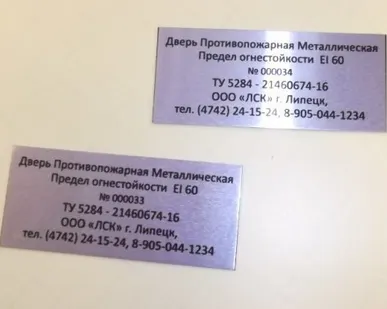 Дверь Противопожарная Металлическая
Предел огнестойкости EI 60
№ 000034
ТУ 5284 - 21460674-16
ООО «ЛСК» г. Липецк,
тел. (4742) 24-15-24, 8-905-044-1234
Дверь Противопожарная Металлическая
Предел огнестойкости EI 60
№ 000033
ТУ 5284 - 21460674-16
ООО «ЛСК» г. Липецк,
тел. (4742) 24-15-24, 8-905-044-1234